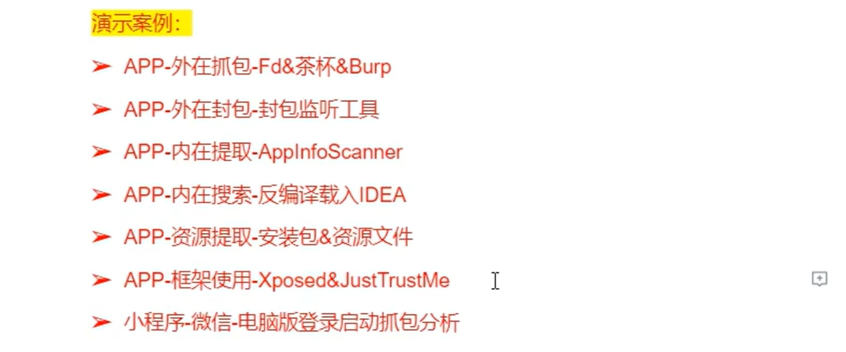 演示案例：
➢ APP-外在抓包-Fd&茶杯&Burp
➢ APP-外在封包-封包监听工具
➢ APP-内在提取-AppInfoScanner
➢ APP-内在搜索-反编译载入IDEA
➢ APP-资源提取-安装包&资源文件
➢ APP-框架使用-Xposed&JustTrustMe
➢ 小程序-微信-电脑版登录启动抓包分析